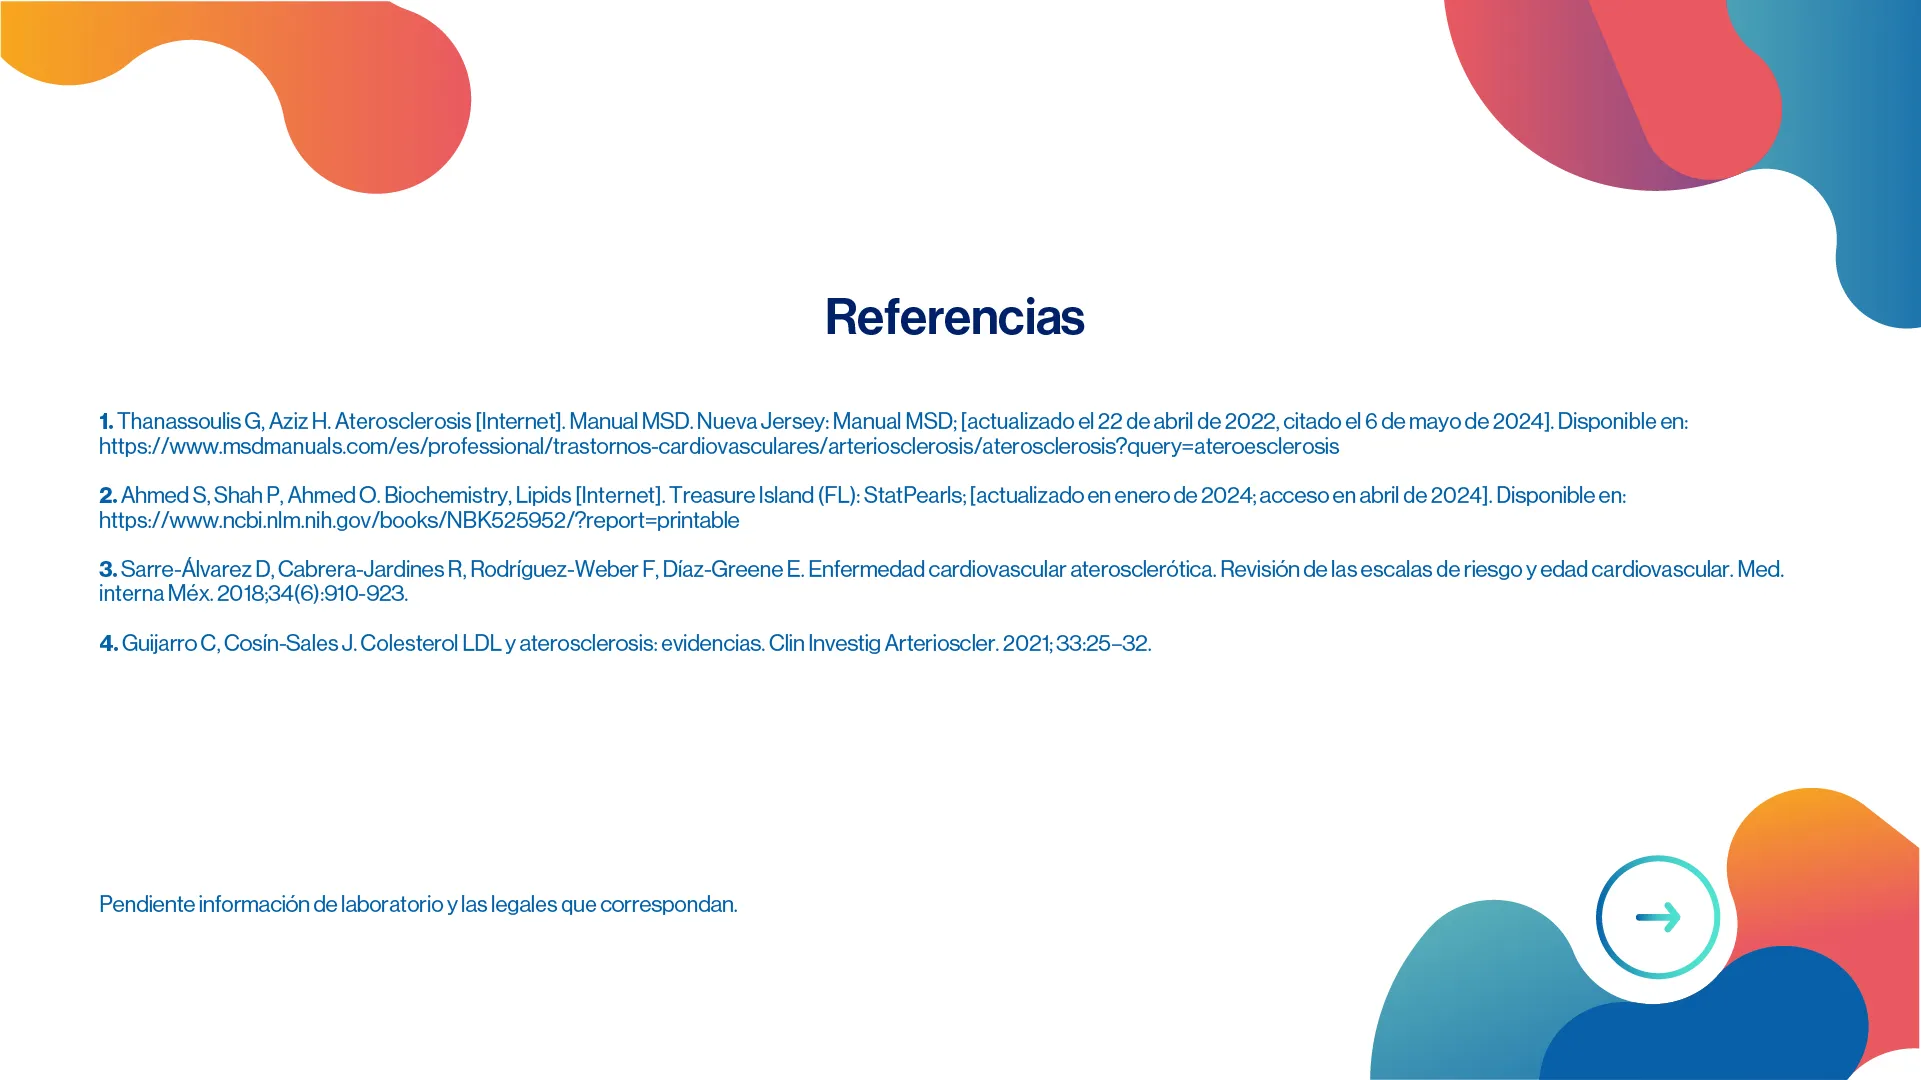 Referencias
1. Thanassoulis G, Aziz H. Aterosclerosis [Internet]. Manual MSD. Nueva Jersey: Manual MSD; [actualizado el 22 de abril de 2022, citado el 6 de mayo de 2024]. Disponible en:
https://www.msdmanuals.com/es/professional/trastornos-cardiovasculares/arteriosclerosis/aterosclerosis?query=ateroesclerosis
2. Ahmed S, Shah P, Ahmed O. Biochemistry, Lipids [Internet]. Treasure Island (FL): StatPearls; [actualizado en enero de 2024; acceso en abril de 2024]. Disponible en:
https://www.ncbi.nlm.nih.gov/books/NBK525952/?report=printable
3. Sarre-Álvarez D, Cabrera-Jardines R, Rodríguez-Weber F, Díaz-Greene E. Enfermedad cardiovascular aterosclerótica. Revisión de las escalas de riesgo y edad cardiovascular. Med.
interna Méx. 2018;34(6):910-923.
4. Guijarro C, Cosín-Sales J. Colesterol LDL y aterosclerosis: evidencias. Clin Investig Arterioscler. 2021; 33:25–32.
Pendiente información de laboratorio y las legales que correspondan.